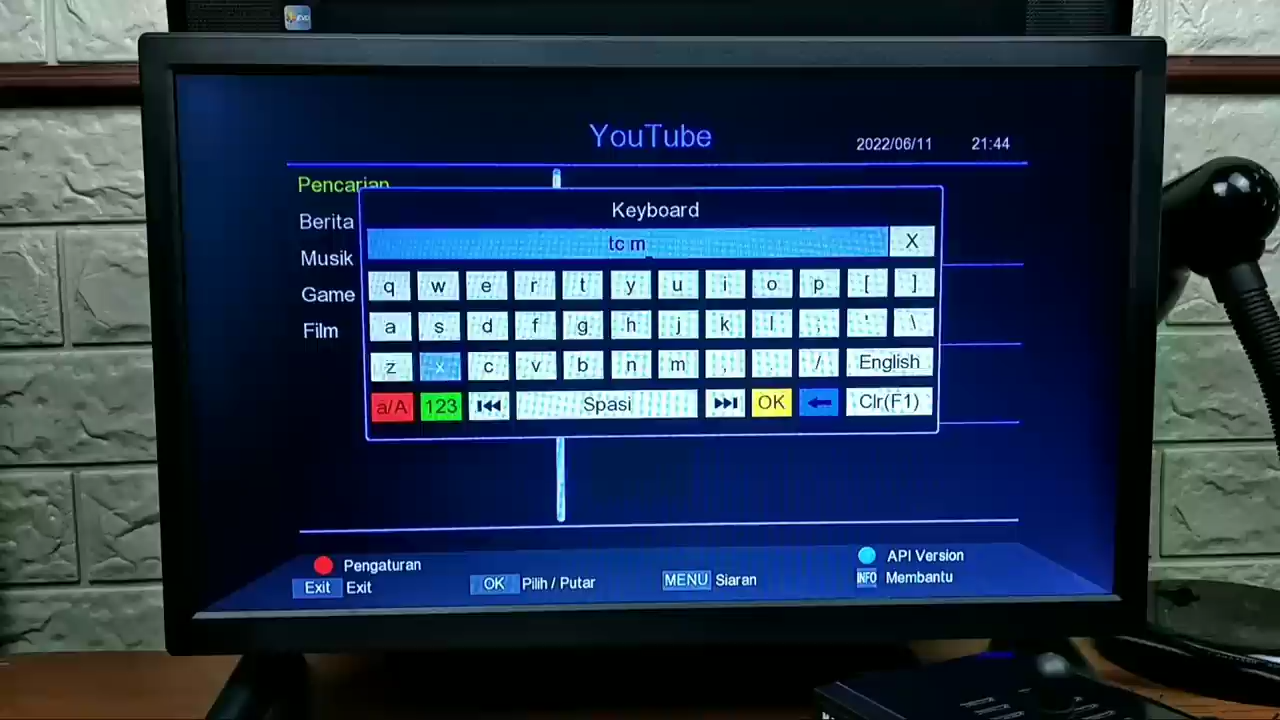 YouTube
2022/06/11 21:44
Pencarian
Berita
Musik
Game
Film
Keyboard
tc m
X
q w e r t y u i o p [ ]
a s d f g h j k l ; ' \
z x c v b n m , . / English
a/A 123 Spasi OK Clr(F1)
Pengaturan
API Version
Exit Exit
OK Pilih / Putar
MENU Siaran
INFO Membantu